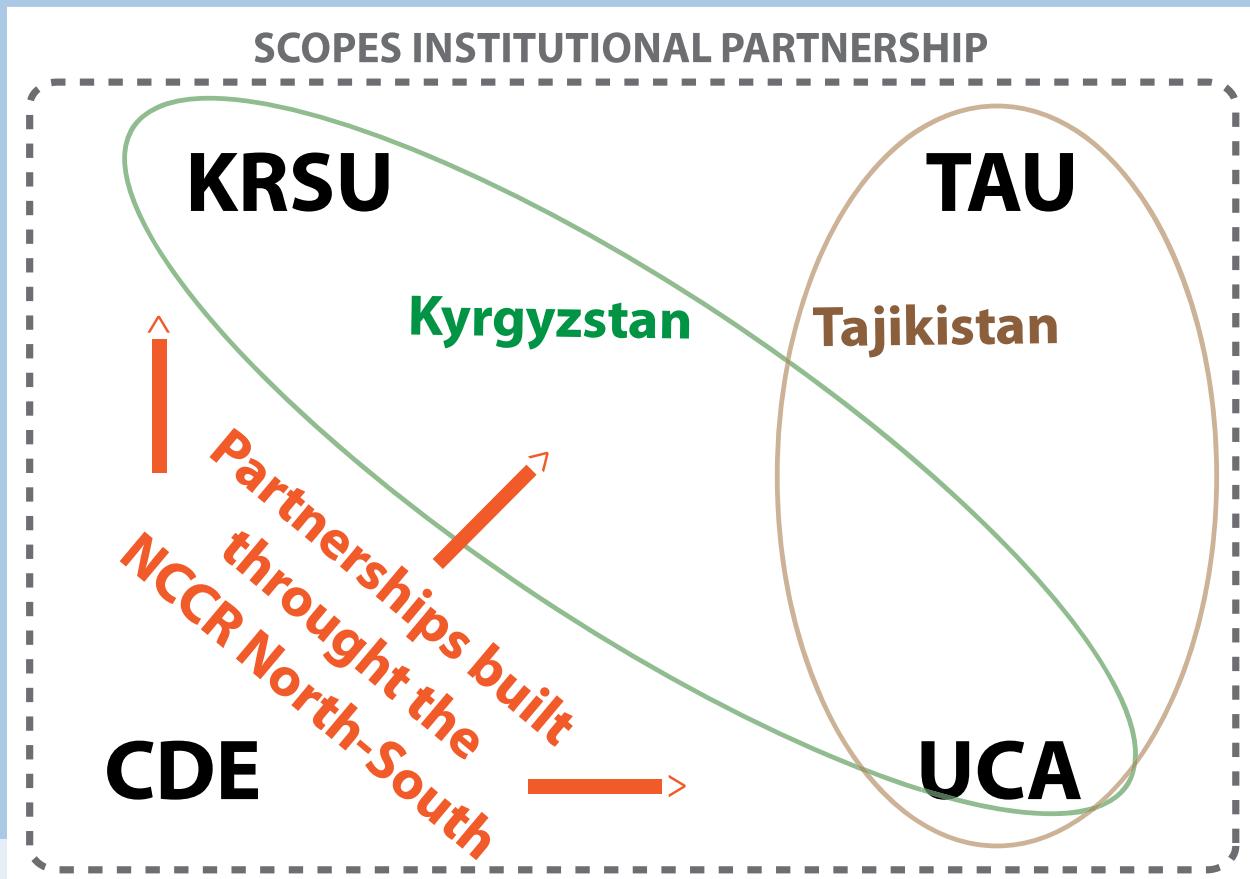 SCOPES INSTITUTIONAL PARTNERSHIP
KRSU
TAU
Kyrgyzstan
Tajikistan
Partnerships built
throught the
NCCR North-South
CDE
UCA